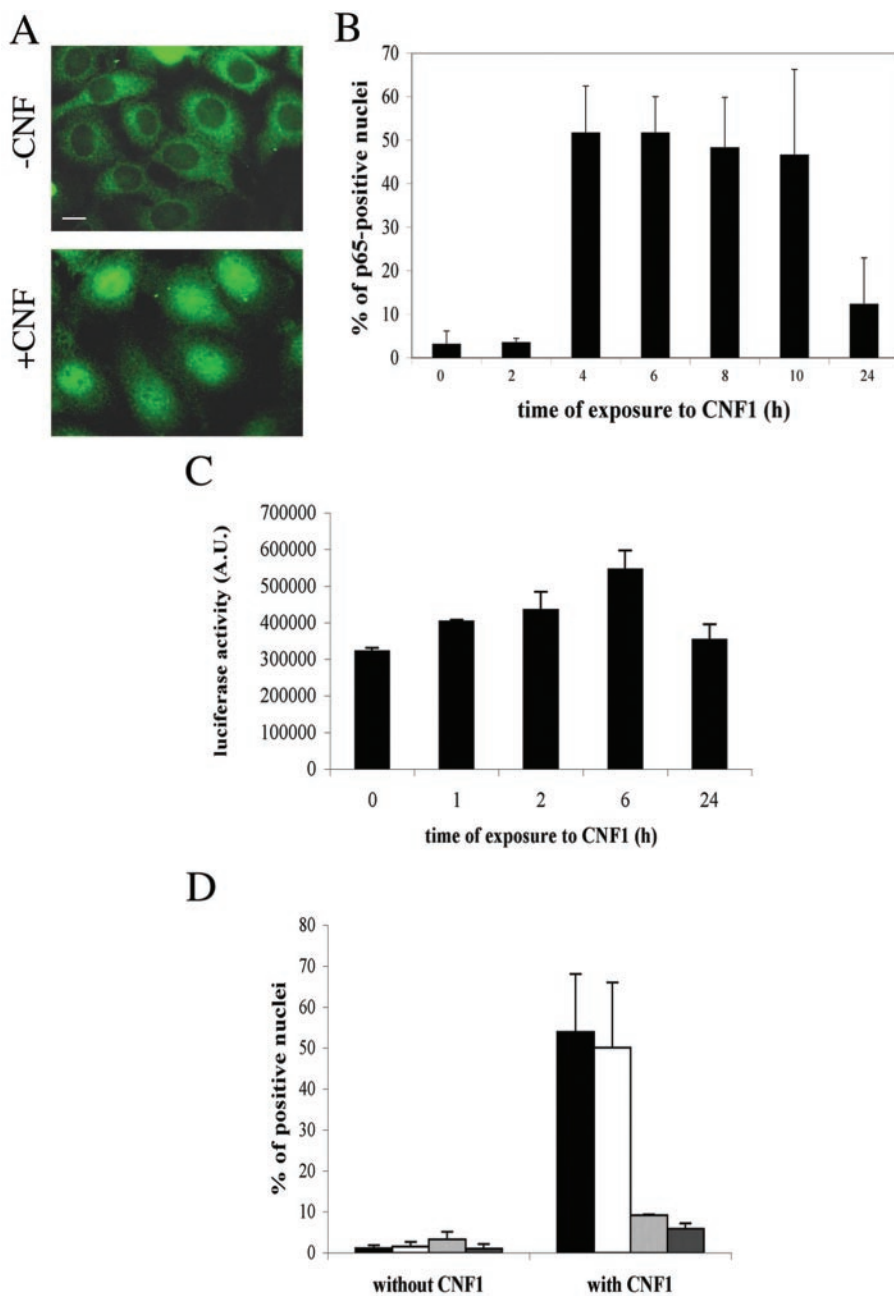 A
-CNF
+CNF
B
% of p65-positive nuclei
70
60
50
40
30
20
10
0
0 2 4 6 8 10 24
time of exposure to CNF1 (h)
C
luciferase activity (A.U.)
700000
600000
500000
400000
300000
200000
100000
0
0 1 2 6 24
time of exposure to CNF1 (h)
D
% of positive nuclei
80
70
60
50
40
30
20
10
0
without CNF1 with CNF1